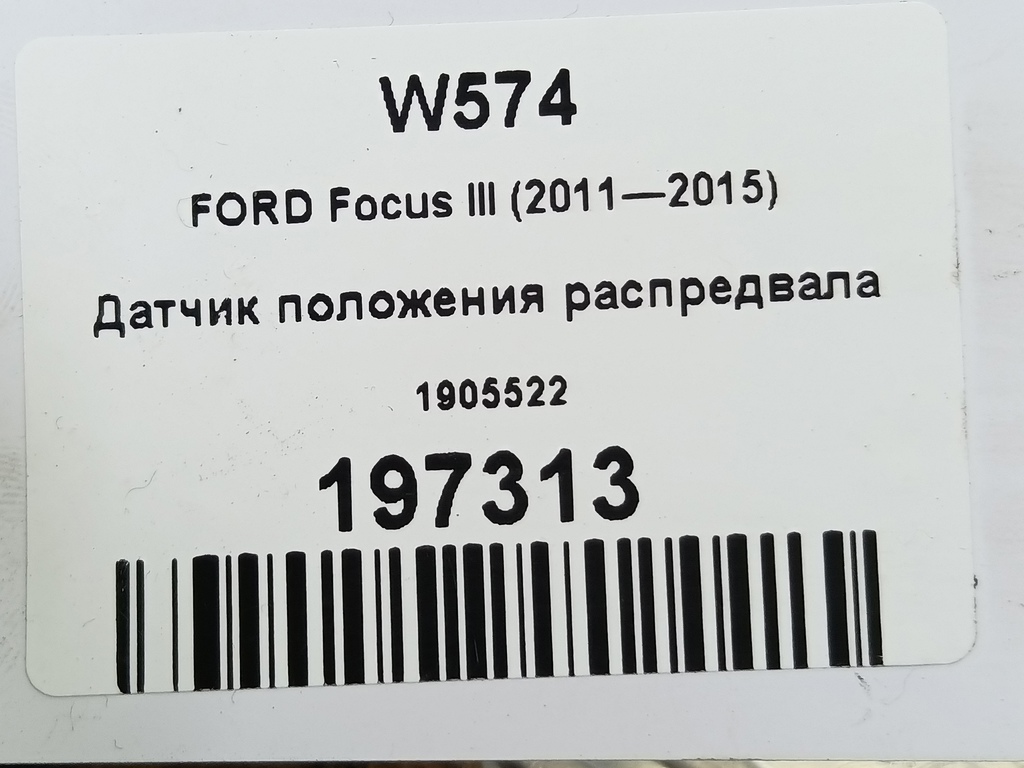 W574
FORD Focus III (2011—2015)
Датчик положения распредвала
1905522
197313